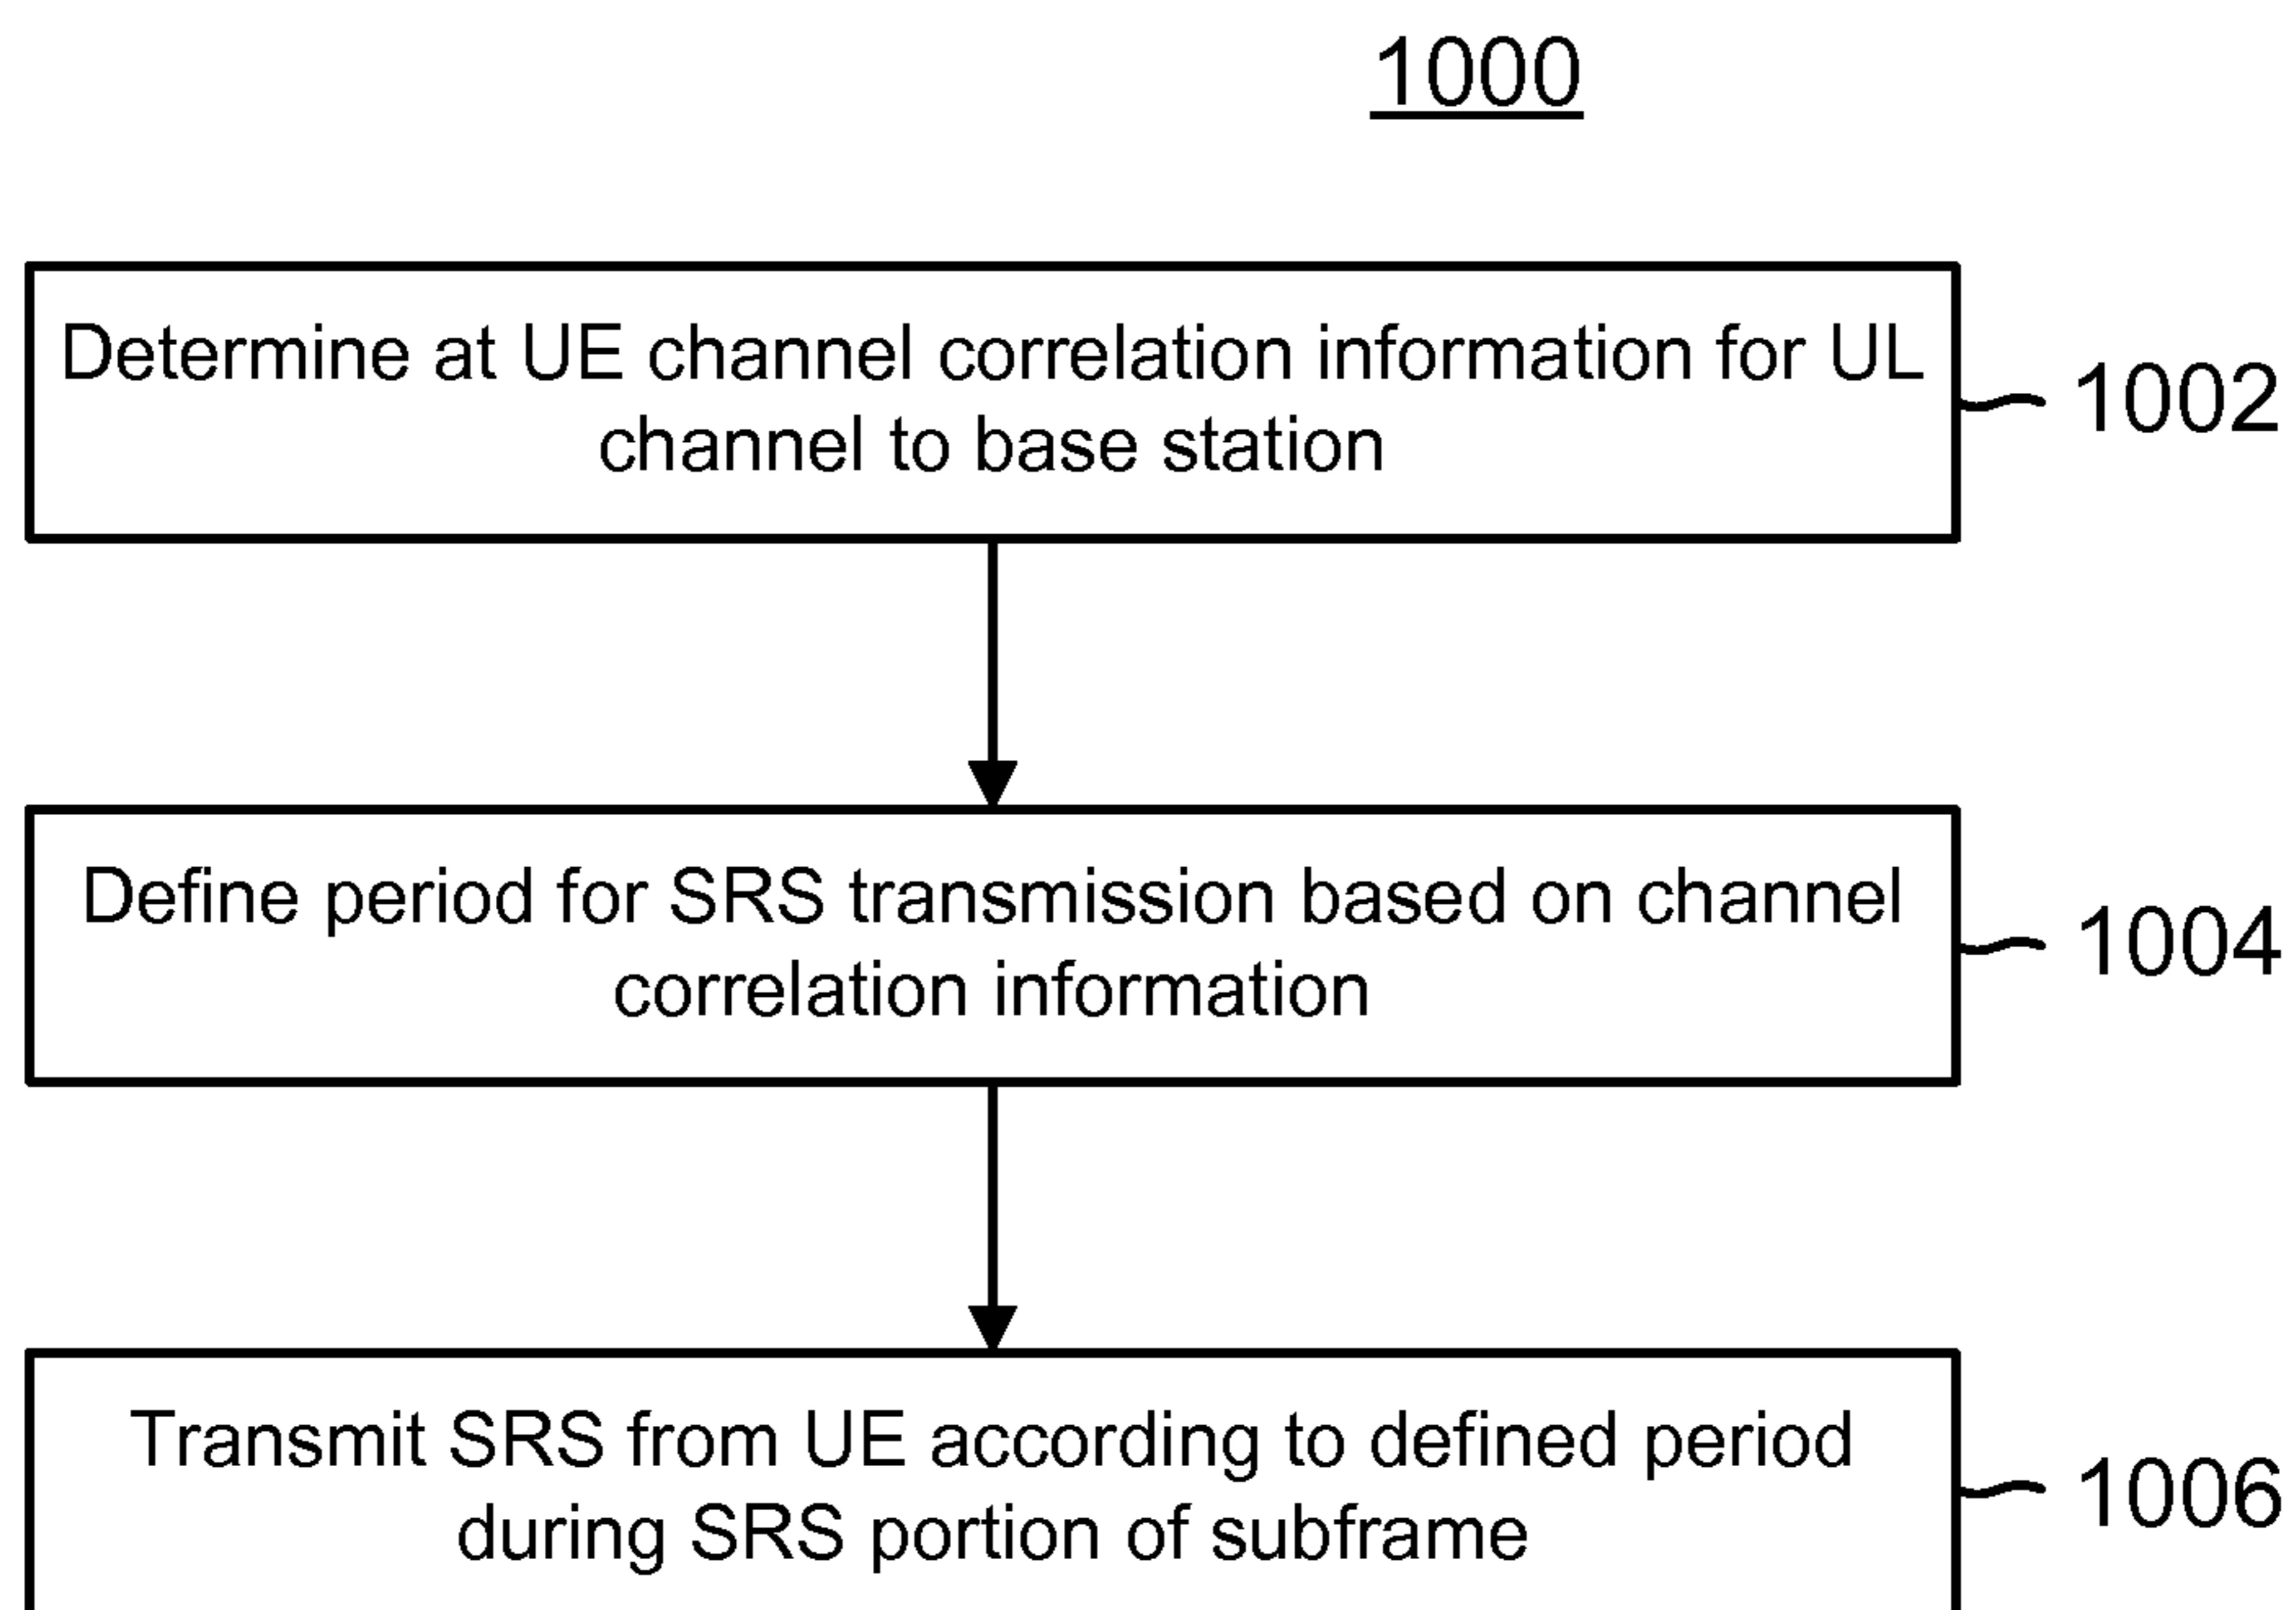 1000
Determine at UE channel correlation information for UL
channel to base station
1002
Define period for SRS transmission based on channel
correlation information
1004
Transmit SRS from UE according to defined period
during SRS portion of subframe
1006